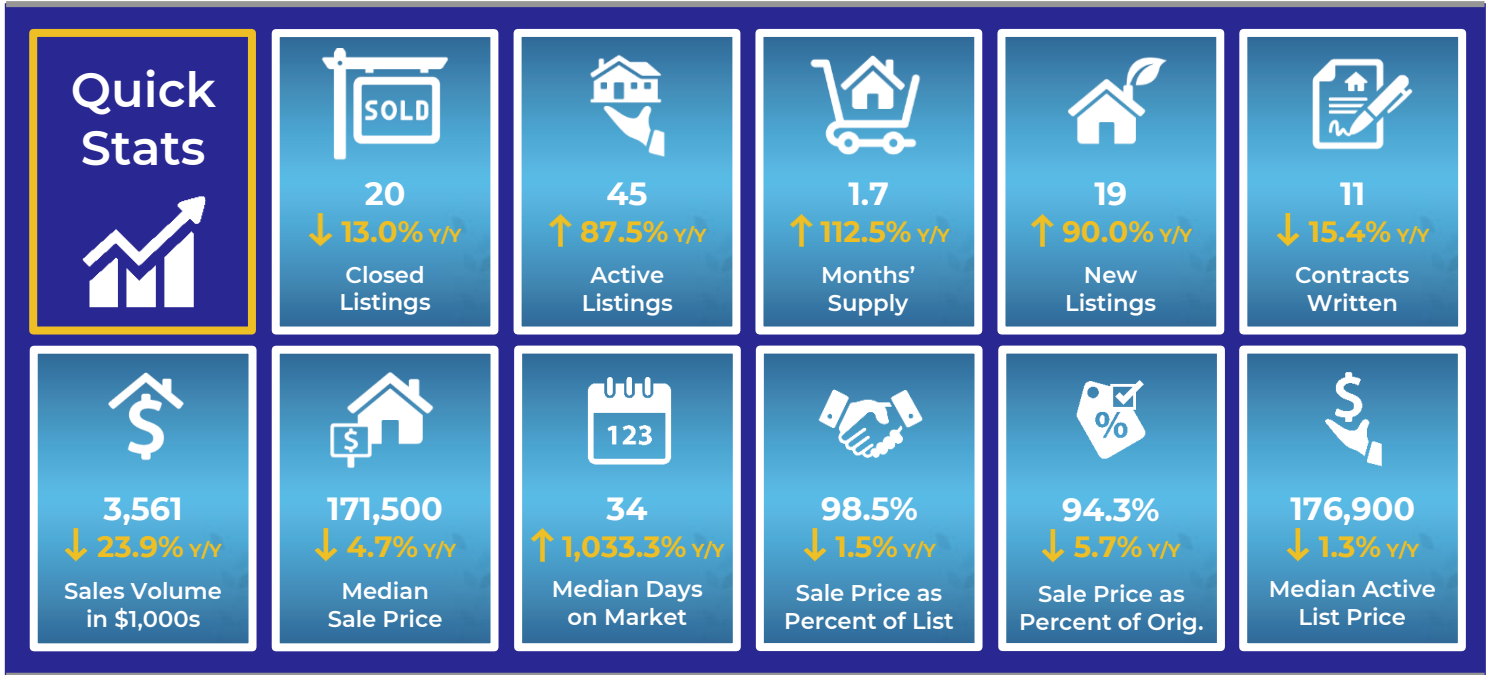 Quick
Stats
SOLD
20
↓ 13.0% Y/Y
Closed
Listings
45
↑ 87.5% Y/Y
Active
Listings
1.7
↑ 112.5% Y/Y
Months’
Supply
19
↑ 90.0% Y/Y
New
Listings
11
↓ 15.4% Y/Y
Contracts
Written
$
3,561
↓ 23.9% Y/Y
Sales Volume
in $1,000s
$
171,500
↓ 4.7% Y/Y
Median
Sale Price
123
34
↑ 1,033.3% Y/Y
Median Days
on Market
98.5%
↓ 1.5% Y/Y
Sale Price as
Percent of List
%
94.3%
↓ 5.7% Y/Y
Sale Price as
Percent of Orig.
$
176,900
↓ 1.3% Y/Y
Median Active
List Price